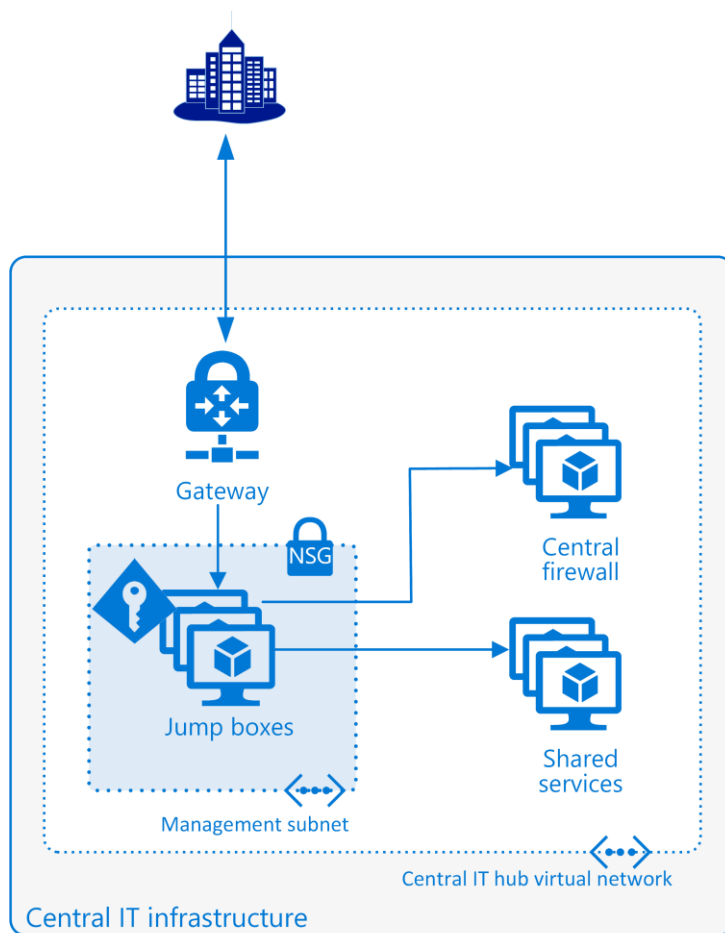 Gateway
NSG
Central
firewall
Jump boxes
Shared
services
Management subnet
Central IT hub virtual network
Central IT infrastructure